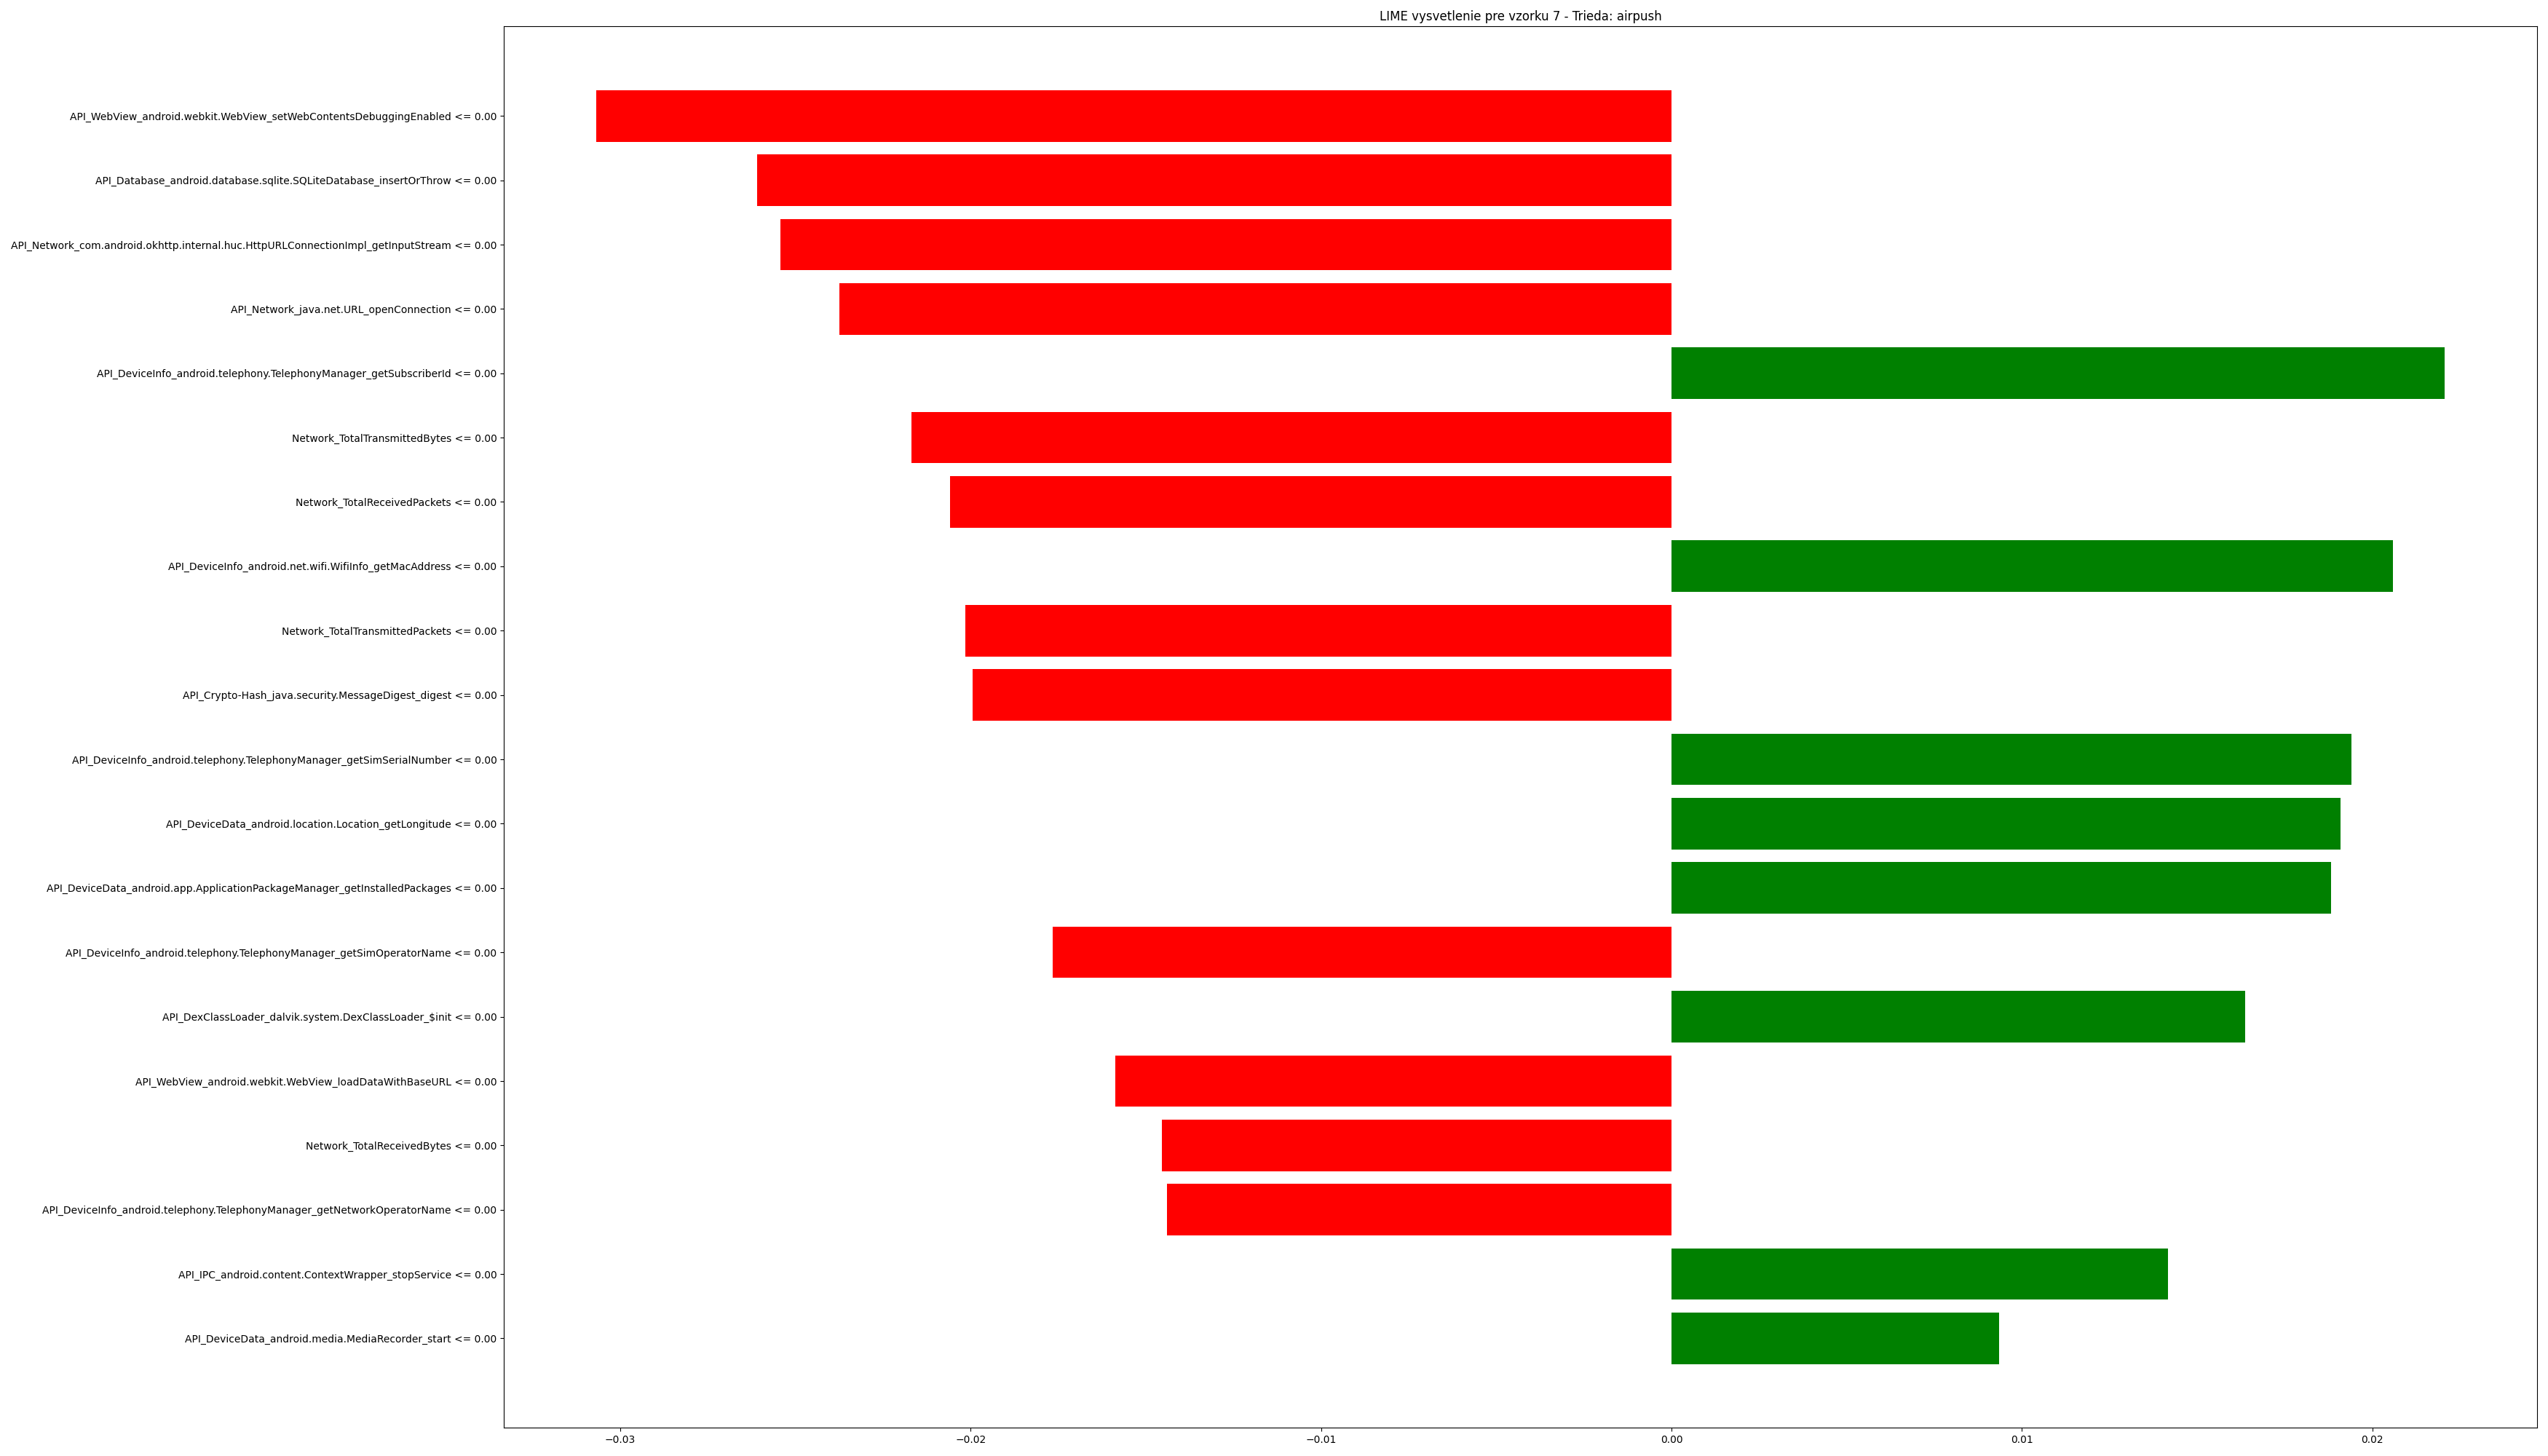 LIME vysvetlenie pre vzorku 7 - Trieda: airpush
API_WebView_android.webkit.WebView_setWebContentsDebuggingEnabled <= 0.00
API_Database_android.database.sqlite.SQLiteDatabase_insertOrThrow <= 0.00
API_Network_com.android.okhttp.internal.huc.HttpURLConnectionImpl_getInputStream <= 0.00
API_Network_java.net.URL_openConnection <= 0.00
API_DeviceInfo_android.telephony.TelephonyManager_getSubscriberId <= 0.00
Network_TotalTransmittedBytes <= 0.00
Network_TotalReceivedPackets <= 0.00
API_DeviceInfo_android.net.wifi.WifiInfo_getMacAddress <= 0.00
Network_TotalTransmittedPackets <= 0.00
API_Crypto-Hash_java.security.MessageDigest_digest <= 0.00
API_DeviceInfo_android.telephony.TelephonyManager_getSimSerialNumber <= 0.00
API_DeviceData_android.location.Location_getLongitude <= 0.00
API_DeviceData_android.app.ApplicationPackageManager_getInstalledPackages <= 0.00
API_DeviceInfo_android.telephony.TelephonyManager_getSimOperatorName <= 0.00
API_DexClassLoader_dalvik.system.DexClassLoader_$init <= 0.00
API_WebView_android.webkit.WebView_loadDataWithBaseURL <= 0.00
Network_TotalReceivedBytes <= 0.00
API_DeviceInfo_android.telephony.TelephonyManager_getNetworkOperatorName <= 0.00
API_IPC_android.content.ContextWrapper_stopService <= 0.00
API_DeviceData_android.media.MediaRecorder_start <= 0.00
−0.03 −0.02 −0.01 0.00 0.01 0.02